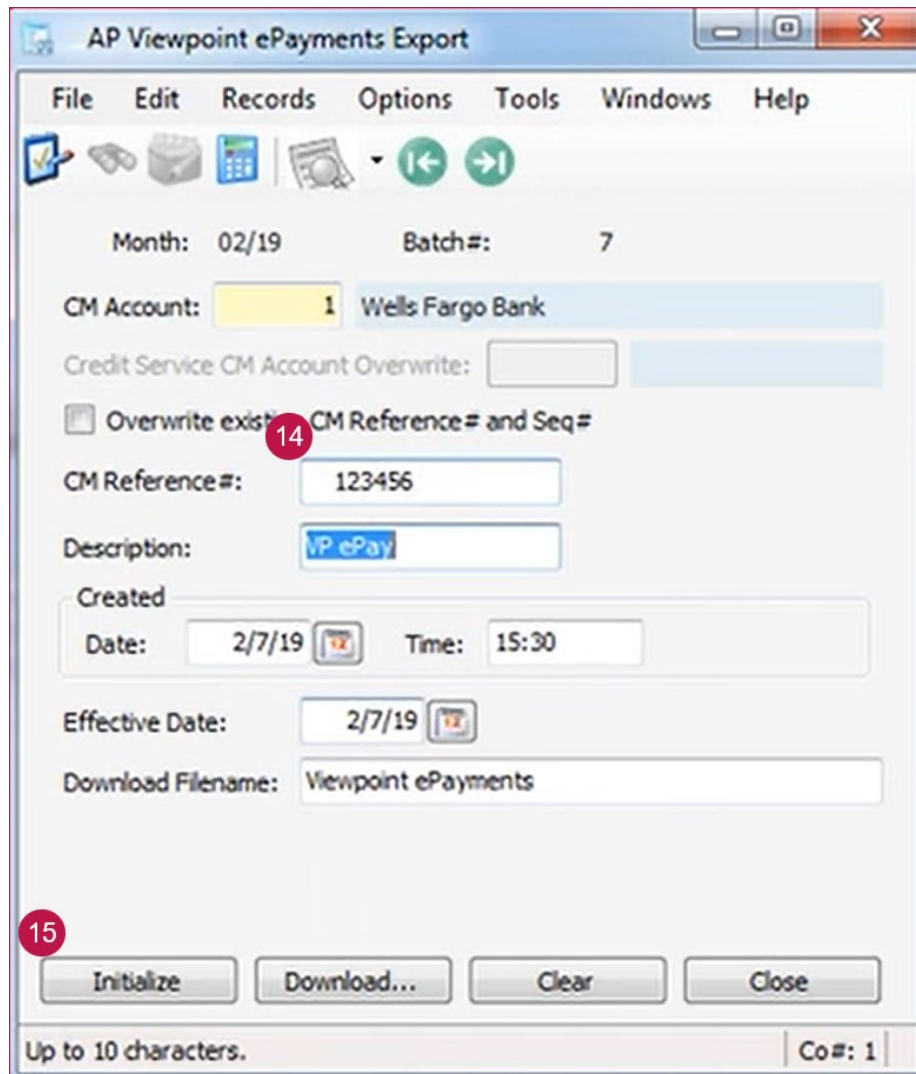 AP Viewpoint ePayments Export
File Edit Records Options Tools Windows Help
Month: 02/19 Batch#: 7
CM Account: 1 Wells Fargo Bank
Credit Service CM Account Overwrite:
Overwrite CM Reference# and Seq#
14
CM Reference#: 123456
Description: VP ePay
Created
Date: 2/7/19 12 Time: 15:30
Effective Date: 2/7/19 12
Download Filename: Viewpoint ePayments
15
Initialize Download... Clear Close
Up to 10 characters. Co#: 1